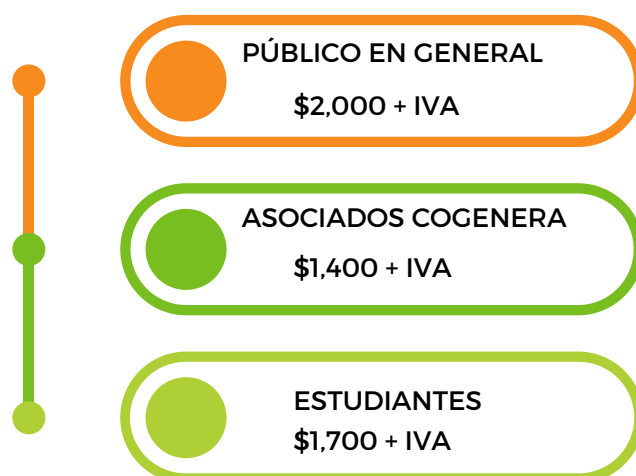 PÚBLICO EN GENERAL
$2,000 + IVA
ASOCIADOS COGENERA
$1,400 + IVA
ESTUDIANTES
$1,700 + IVA